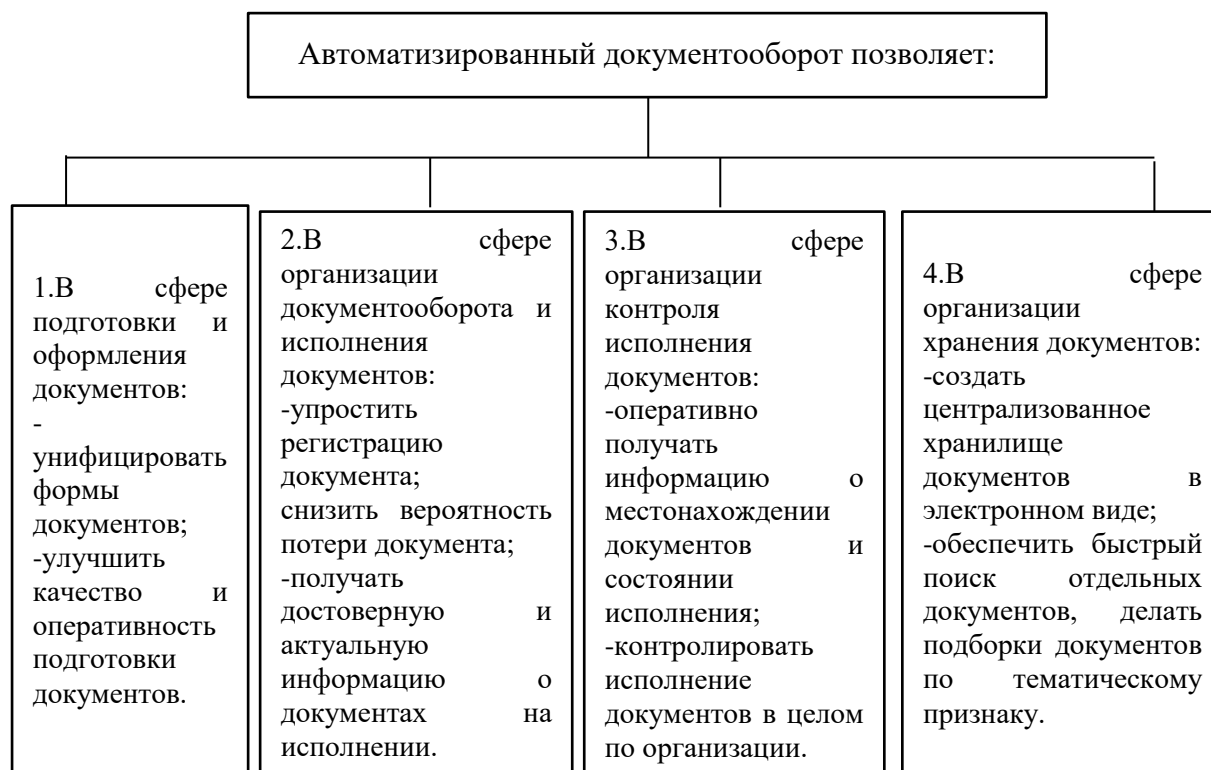 Автоматизированный документооборот позволяет:
1.В сфере
подготовки и
оформления
документов:
-
унифицировать
формы
документов;
-улучшить
качество и
оперативность
подготовки
документов.
2.В сфере
организации
документооборота и
исполнения
документов:
-упростить
регистрацию
документа;
снизить вероятность
потери документа;
-получать
достоверную и
актуальную
информацию о
документах на
исполнении.
3.В сфере
организации
контроля
исполнения
документов:
-оперативно
получать
информацию о
местонахождении
документов и
состоянии
исполнения;
-контролировать
исполнение
документов в целом
по организации.
4.В сфере
организации
хранения документов:
-создать
централизованное
хранилище
документов в
электронном виде;
-обеспечить быстрый
поиск отдельных
документов, делать
подборки документов
по тематическому
признаку.